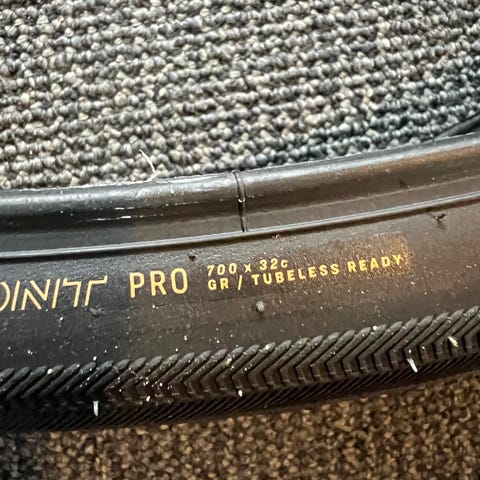 PRO
700 x 32c
GR / TUBELESS READY